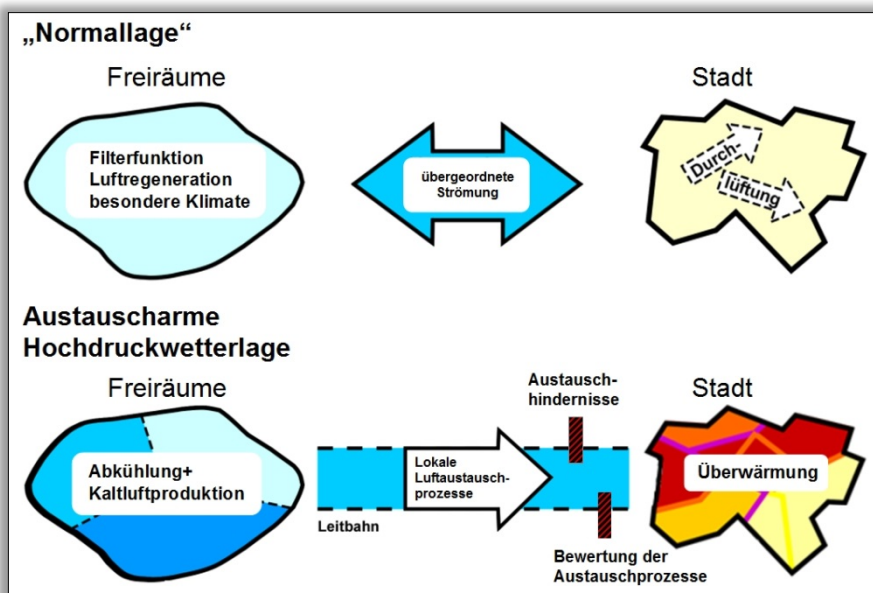 „Normallage“
Freiräume
Stadt
Filterfunktion
Luftregeneration
besondere Klimate
übergeordnete
Strömung
Durch-
lüftung
Austauscharme
Hochdruckwetterlage
Freiräume
Stadt
Austausch-
hindernisse
Abkühlung+
Kaltluftproduktion
Lokale
Luftaustausch-
prozesse
Überwärmung
Leitbahn
Bewertung der
Austauschprozesse